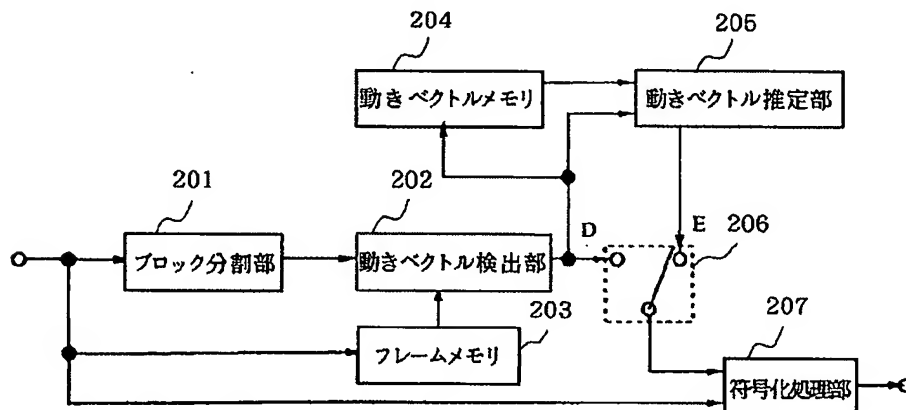 204
205
動きベクトルメモリ
動きベクトル推定部
201
202
D
E
206
ブロック分割部
動きベクトル検出部
203
フレームメモリ
207
符号化処理部